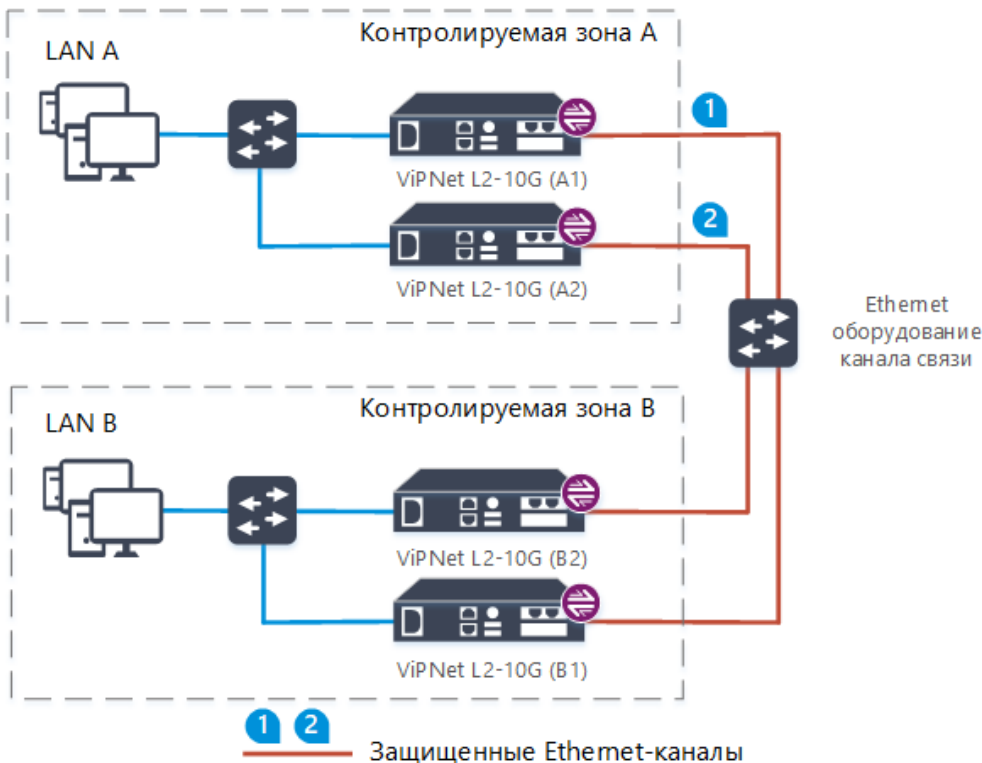 Контролируемая зона A
LAN A
1
ViPNet L2-10G (A1)
2
ViPNet L2-10G (A2)
Ethernet
оборудование
канала связи
Контролируемая зона B
LAN B
ViPNet L2-10G (B2)
ViPNet L2-10G (B1)
1 2
Защищенные Ethernet-каналы